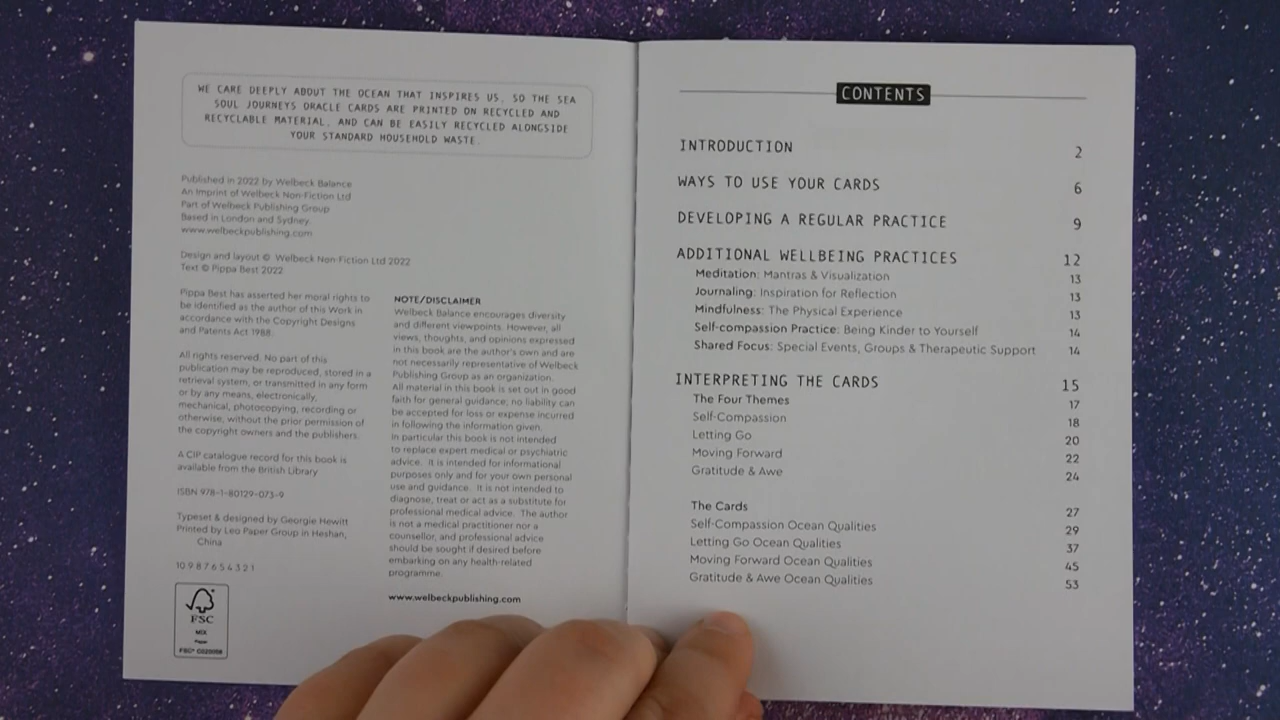 WE CARE DEEPLY ABOUT THE OCEAN THAT INSPIRES US, SO THE SEA
SOUL JOURNEYS ORACLE CARDS ARE PRINTED ON RECYCLED AND
RECYCLABLE MATERIAL, AND CAN BE EASILY RECYCLED ALONGSIDE
YOUR STANDARD HOUSEHOLD WASTE.
Published in 2022 by Welbeck Balance
An Imprint of Welbeck Non-Fiction Ltd
Part of Welbeck Publishing Group
Based in London and Sydney.
www.welbeckpublishing.com
Design and layout © Welbeck Non-Fiction Ltd 2022
Text © Pippa Best 2022
Pippa Best has asserted her moral rights to
be identified as the author of this Work in
accordance with the Copyright Designs
and Patents Act 1988.
All rights reserved. No part of this
publication may be reproduced, stored in a
retrieval system, or transmitted in any form
or by any means, electronically,
mechanical, photocopying, recording or
otherwise, without the prior permission of
the copyright owners and the publishers.
A CIP catalogue record for this book is
available from the British Library
ISBN 978-1-80129-073-9
Typeset & designed by Georgie Hewitt
Printed by Leo Paper Group in Heshan,
China
10 9 8 7 6 5 4 3 2 1
FSC
MIX
Paper
FSC® C020056
NOTE/DISCLAIMER
Welbeck Balance encourages diversity
and different viewpoints. However, all
views, thoughts, and opinions expressed
in this book are the author's own and are
not necessarily representative of Welbeck
Publishing Group as an organization.
All material in this book is set out in good
faith for general guidance; no liability can
be accepted for loss or expense incurred
in following the information given.
In particular this book is not intended
to replace expert medical or psychiatric
advice. It is intended for informational
purposes only and for your own personal
use and guidance. It is not intended to
diagnose, treat or act as a substitute for
professional medical advice. The author
is not a medical practitioner nor a
counsellor, and professional advice
should be sought if desired before
embarking on any health-related
programme.
www.welbeckpublishing.com
CONTENTS
INTRODUCTION 2
WAYS TO USE YOUR CARDS 6
DEVELOPING A REGULAR PRACTICE 9
ADDITIONAL WELLBEING PRACTICES 12
Meditation: Mantras & Visualization 13
Journaling: Inspiration for Reflection 13
Mindfulness: The Physical Experience 13
Self-compassion Practice: Being Kinder to Yourself 14
Shared Focus: Special Events, Groups & Therapeutic Support 14
INTERPRETING THE CARDS 15
The Four Themes 17
Self-Compassion 18
Letting Go 20
Moving Forward 22
Gratitude & Awe 24
The Cards 27
Self-Compassion Ocean Qualities 29
Letting Go Ocean Qualities 37
Moving Forward Ocean Qualities 45
Gratitude & Awe Ocean Qualities 53